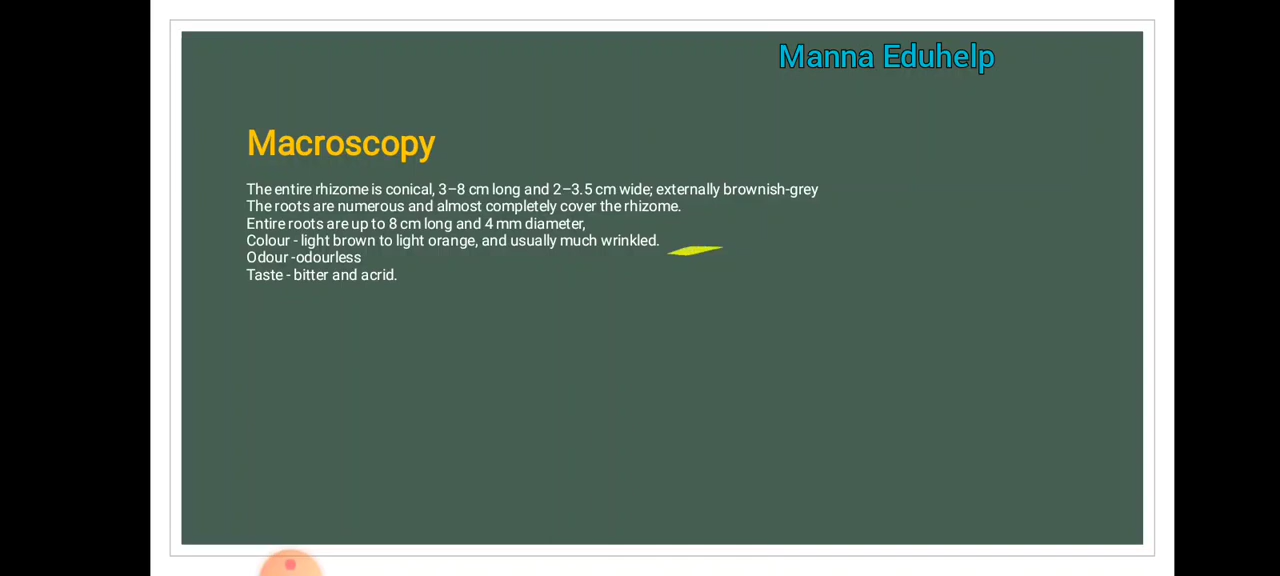 Manna Eduhelp
Macroscopy
The entire rhizome is conical, 3–8 cm long and 2–3.5 cm wide; externally brownish-grey
The roots are numerous and almost completely cover the rhizome.
Entire roots are up to 8 cm long and 4 mm diameter,
Colour - light brown to light orange, and usually much wrinkled.
Odour -odourless
Taste - bitter and acrid.